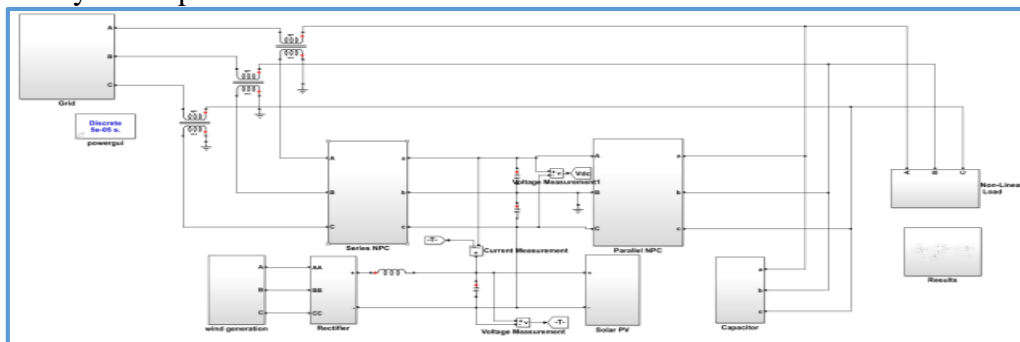 A
B
C
Grid
Discrete
5e-05 s.
powergui
A
B
C
a
b
c
Series NPC
Voltage Measurement1
Vdc
A
B
C
a
b
c
Parallel NPC
A
B
C
Non-Linear
Load
Results
-T-
Current Measurement
A
B
C
wind generation
AA
BB
CC
Rectifier
Voltage Measurement
-T-
Solar PV
a
b
c
Capacitor